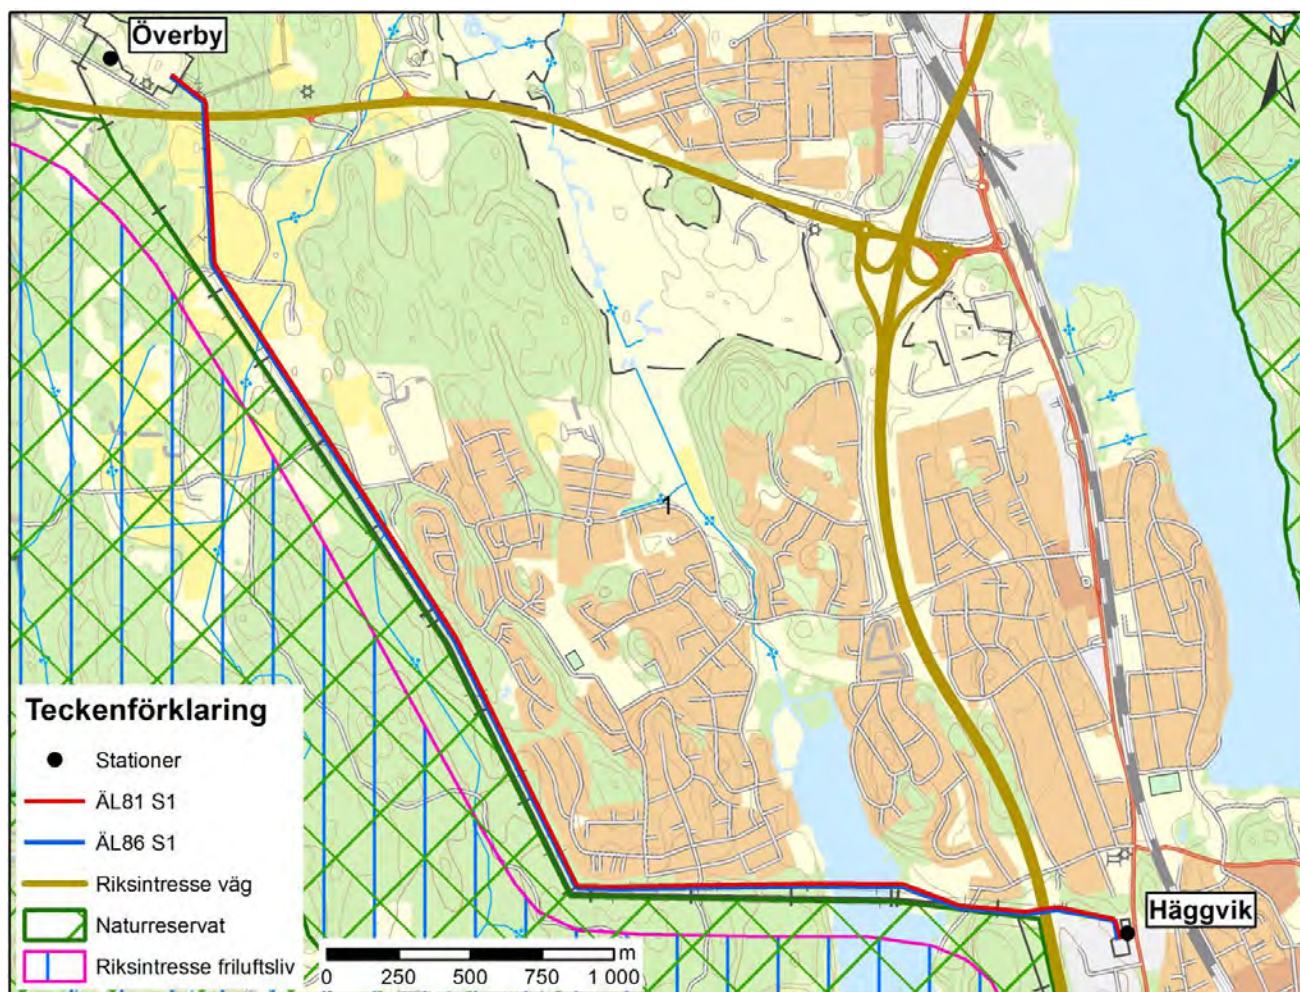 Överby
N
1
Teckenförklaring
Stationer
ÄL81 S1
ÄL86 S1
Riksintresse väg
Naturreservat
Riksintresse friluftsliv
Häggvik
m
0 250 500 750 1 000